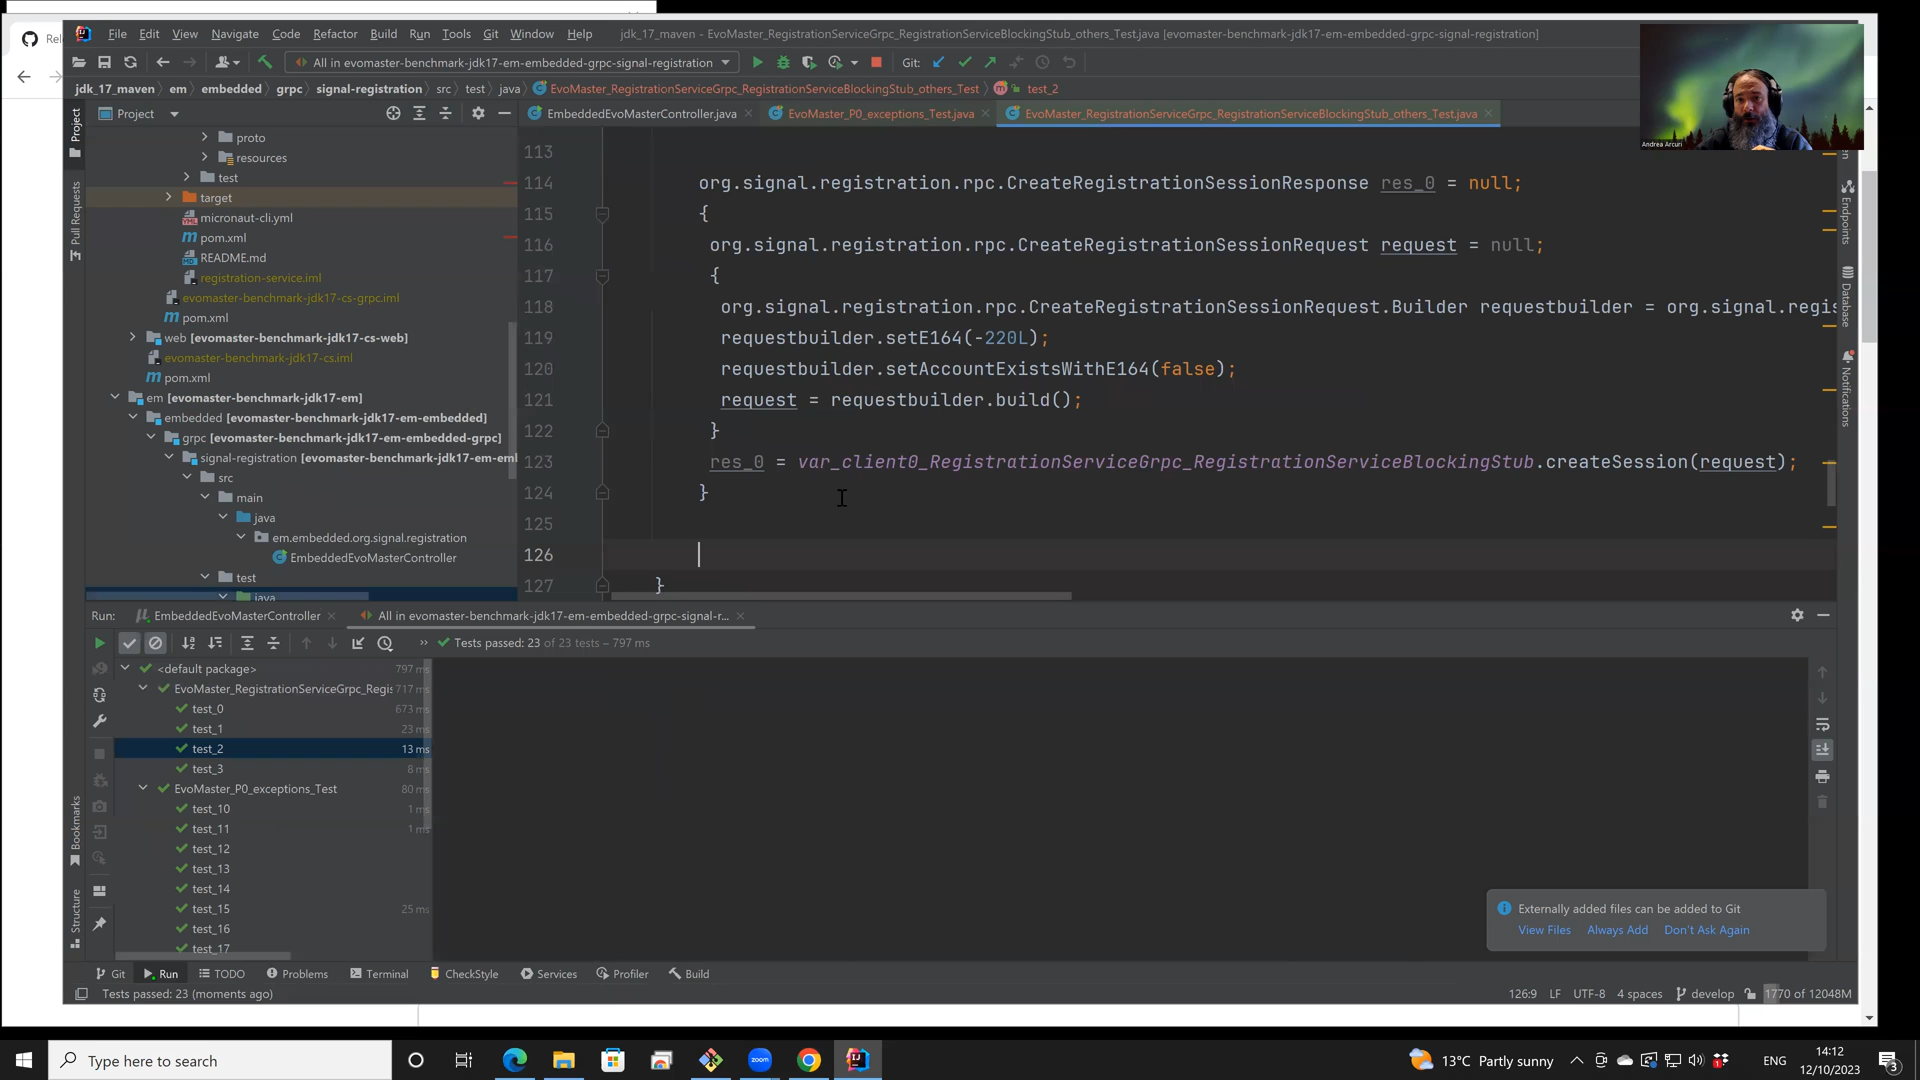 Rel
File Edit View Navigate Code Refactor Build Run Tools Git Window Help jdk_17_maven - EvoMaster_RegistrationServiceGrpc_RegistrationServiceBlockingStub_others_Test.java [evomaster-benchmark-jdk17-em-embedded-grpc-signal-registration]
All in evomaster-benchmark-jdk17-em-embedded-grpc-signal-registration Git:
jdk_17_maven em embedded grpc signal-registration src test java EvoMaster_RegistrationServiceGrpc_RegistrationServiceBlockingStub_others_Test test_2
Andrea Arcuri
Project EmbeddedEvoMasterController.java EvoMaster_P0_exceptions_Test.java EvoMaster_RegistrationServiceGrpc_RegistrationServiceBlockingStub_others_Test.java
Project
Pull Requests
Bookmarks
Structure
Endpoints
Database
Notifications
proto
resources
test
target
micronaut-cli.yml
pom.xml
README.md
registration-service.iml
evomaster-benchmark-jdk17-cs-grpc.iml
pom.xml
web [evomaster-benchmark-jdk17-cs-web]
evomaster-benchmark-jdk17-cs.iml
pom.xml
em [evomaster-benchmark-jdk17-em]
embedded [evomaster-benchmark-jdk17-em-embedded]
grpc [evomaster-benchmark-jdk17-em-embedded-grpc]
signal-registration [evomaster-benchmark-jdk17-em-eml
src
main
java
em.embedded.org.signal.registration
EmbeddedEvoMasterController
test
java
113
114 org.signal.registration.rpc.CreateRegistrationSessionResponse res_0 = null;
115 {
116 org.signal.registration.rpc.CreateRegistrationSessionRequest request = null;
117 {
118 org.signal.registration.rpc.CreateRegistrationSessionRequest.Builder requestbuilder = org.signal.regis
119 requestbuilder.setE164(-220L);
120 requestbuilder.setAccountExistsWithE164(false);
121 request = requestbuilder.build();
122 }
123 res_0 = var_client0_RegistrationServiceGrpc_RegistrationServiceBlockingStub.createSession(request);
124 }
125
126
127 }
Run: EmbeddedEvoMasterController All in evomaster-benchmark-jdk17-em-embedded-grpc-signal-r...
Tests passed: 23 of 23 tests – 797 ms
<default package> 797 ms
EvoMaster_RegistrationServiceGrpc_Regis 717 ms
test_0 673 ms
test_1 23 ms
test_2 13 ms
test_3 8 ms
EvoMaster_P0_exceptions_Test 80 ms
test_10 1 ms
test_11 1 ms
test_12
test_13
test_14
test_15 25 ms
test_16
test_17
Externally added files can be added to Git
View Files Always Add Don't Ask Again
Git Run TODO Problems Terminal CheckStyle Services Profiler Build
Tests passed: 23 (moments ago) 126:9 LF UTF-8 4 spaces develop 1770 of 12048M
Type here to search zoom 13°C Partly sunny ENG 14:12
12/10/2023 3